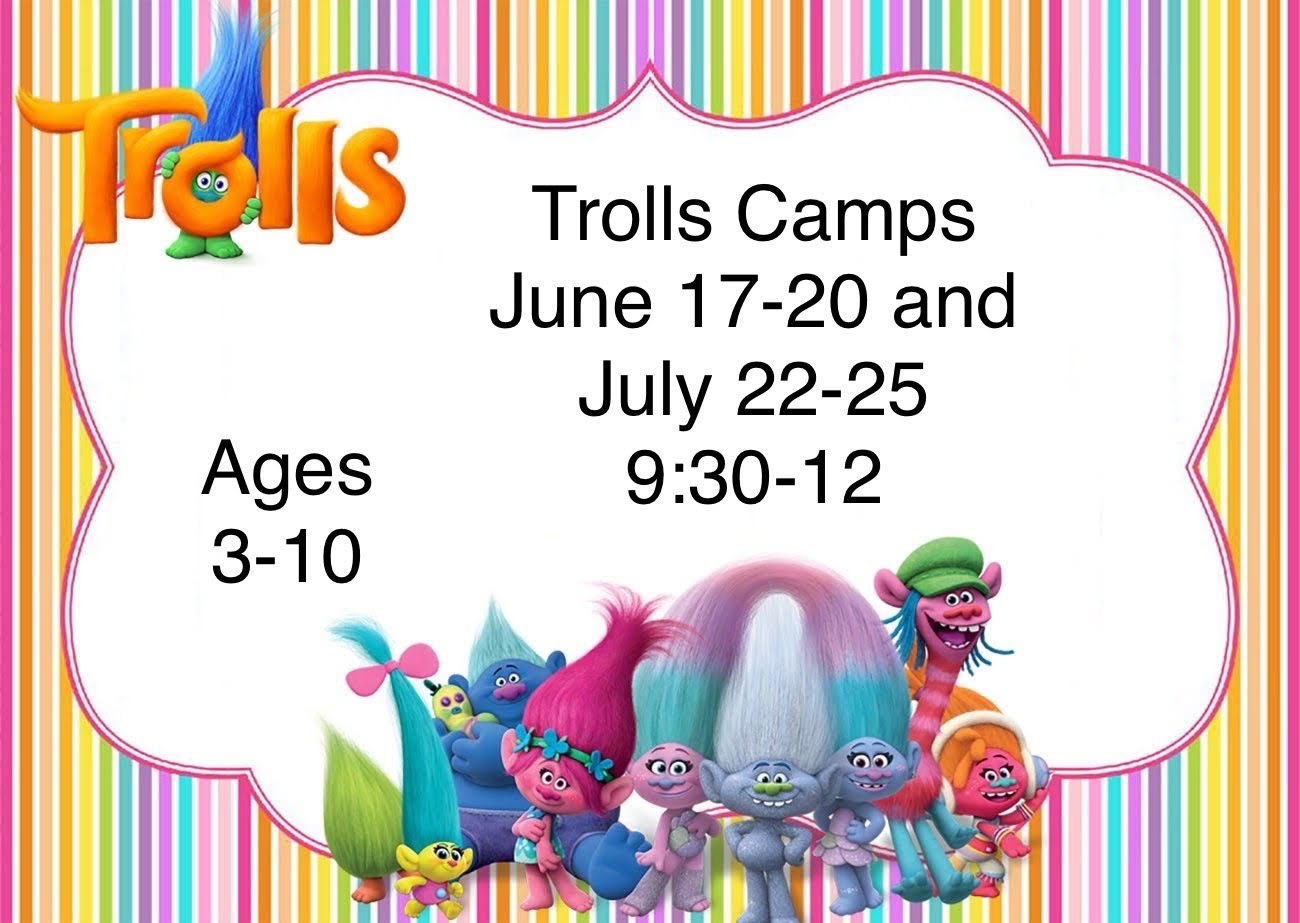 Trolls
Trolls Camps
June 17-20 and
July 22-25
9:30-12
Ages
3-10